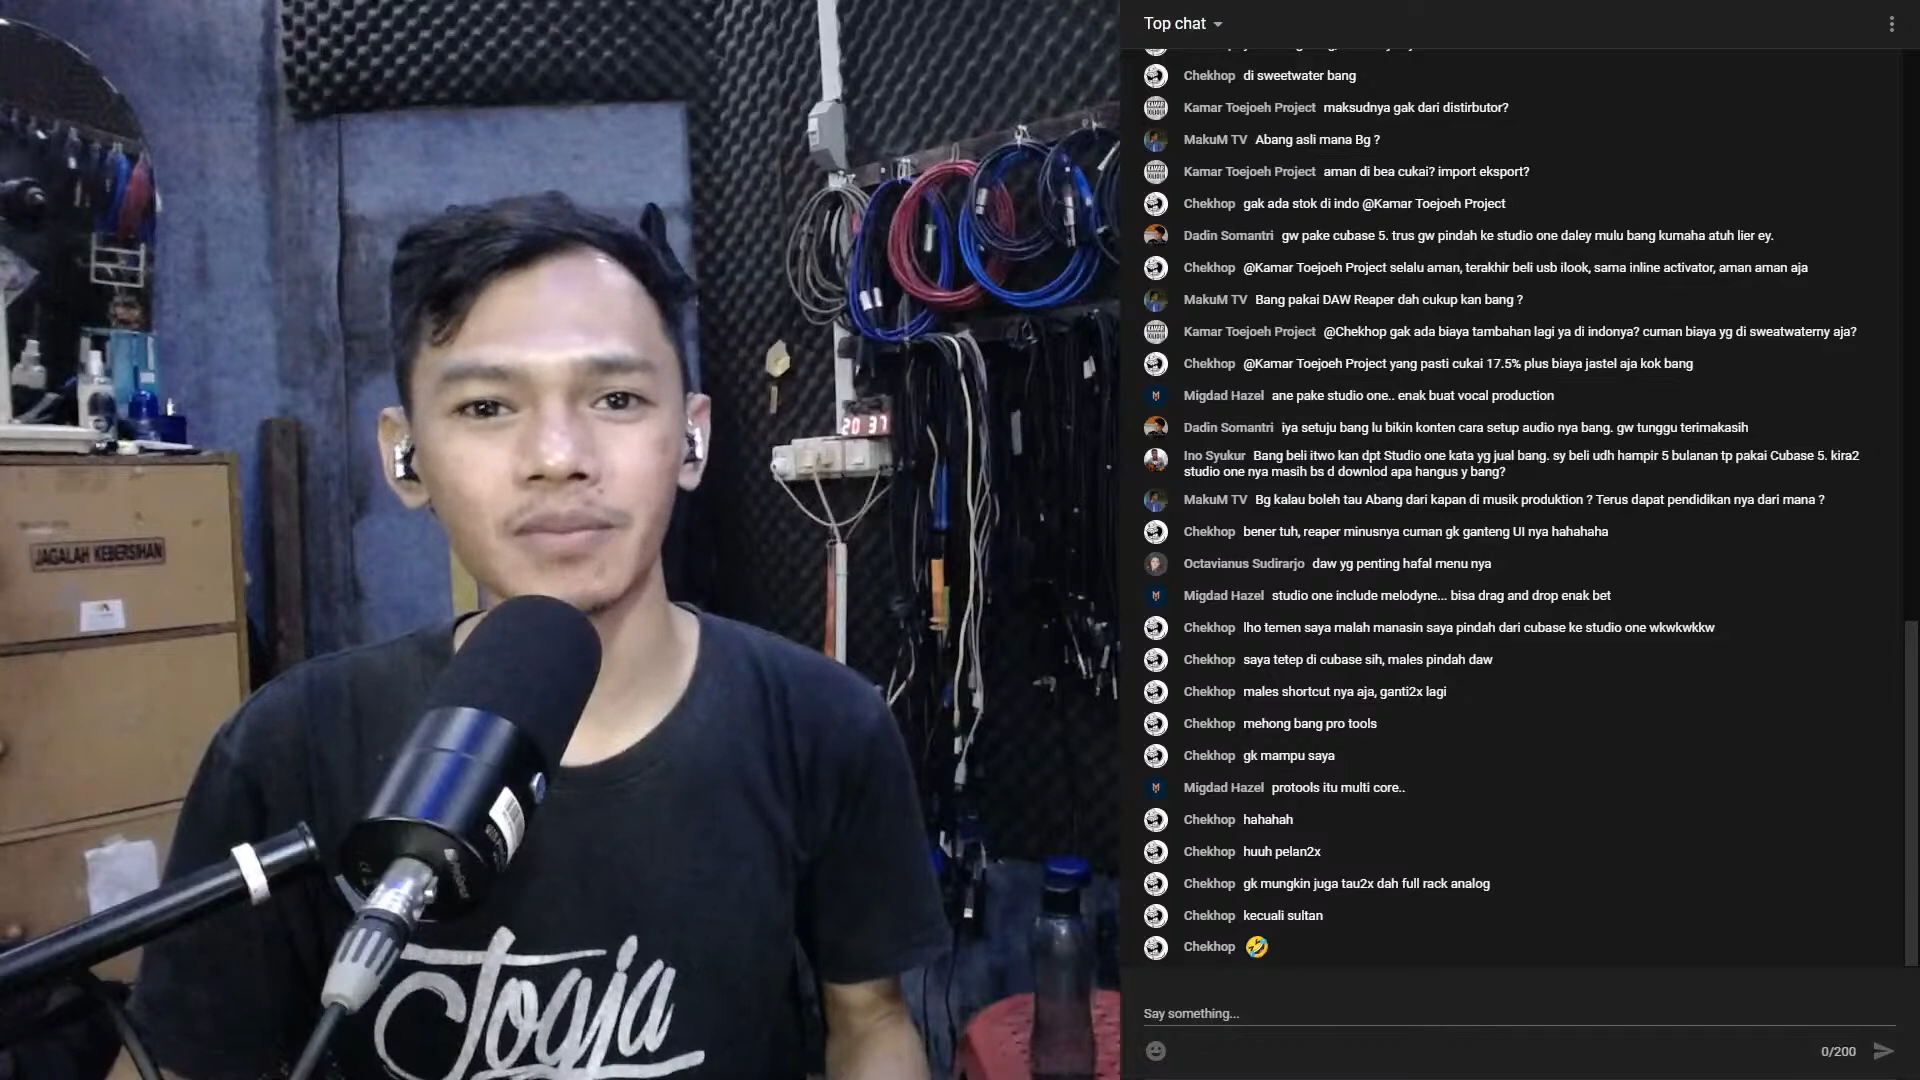 Top chat
Chekhop di sweetwater bang
Kamar Toejoeh Project maksudnya gak dari distirbutor?
MakuM TV Abang asli mana Bg ?
Kamar Toejoeh Project aman di bea cukai? import eksport?
Chekhop gak ada stok di indo @Kamar Toejoeh Project
Dadin Somantri gw pake cubase 5. trus gw pindah ke studio one daley mulu bang kumaha atuh lier ey.
Chekhop @Kamar Toejoeh Project selalu aman, terakhir beli usb ilook, sama inline activator, aman aman aja
MakuM TV Bang pakai DAW Reaper dah cukup kan bang ?
Kamar Toejoeh Project @Chekhop gak ada biaya tambahan lagi ya di indonya? cuman biaya yg di sweatwaterny aja?
Chekhop @Kamar Toejoeh Project yang pasti cukai 17.5% plus biaya jastel aja kok bang
Migdad Hazel ane pake studio one.. enak buat vocal production
Dadin Somantri iya setuju bang lu bikin konten cara setup audio nya bang. gw tunggu terimakasih
Ino Syukur Bang beli itwo kan dpt Studio one kata yg jual bang. sy beli udh hampir 5 bulanan tp pakai Cubase 5. kira2
studio one nya masih bs d downlod apa hangus y bang?
MakuM TV Bg kalau boleh tau Abang dari kapan di musik produktion ? Terus dapat pendidikan nya dari mana ?
Chekhop bener tuh, reaper minusnya cuman gk ganteng UI nya hahahaha
Octavianus Sudirarjo daw yg penting hafal menu nya
Migdad Hazel studio one include melodyne... bisa drag and drop enak bet
Chekhop lho temen saya malah manasin saya pindah dari cubase ke studio one wkwkwkkw
Chekhop saya tetep di cubase sih, males pindah daw
Chekhop males shortcut nya aja, ganti2x lagi
Chekhop mehong bang pro tools
Chekhop gk mampu saya
Migdad Hazel protools itu multi core..
Chekhop hahahah
Chekhop huuh pelan2x
Chekhop gk mungkin juga tau2x dah full rack analog
Chekhop kecuali sultan
Chekhop 🤣
Say something...
0/200
20 37
JAGALAH KEBERSIHAN
Jogja